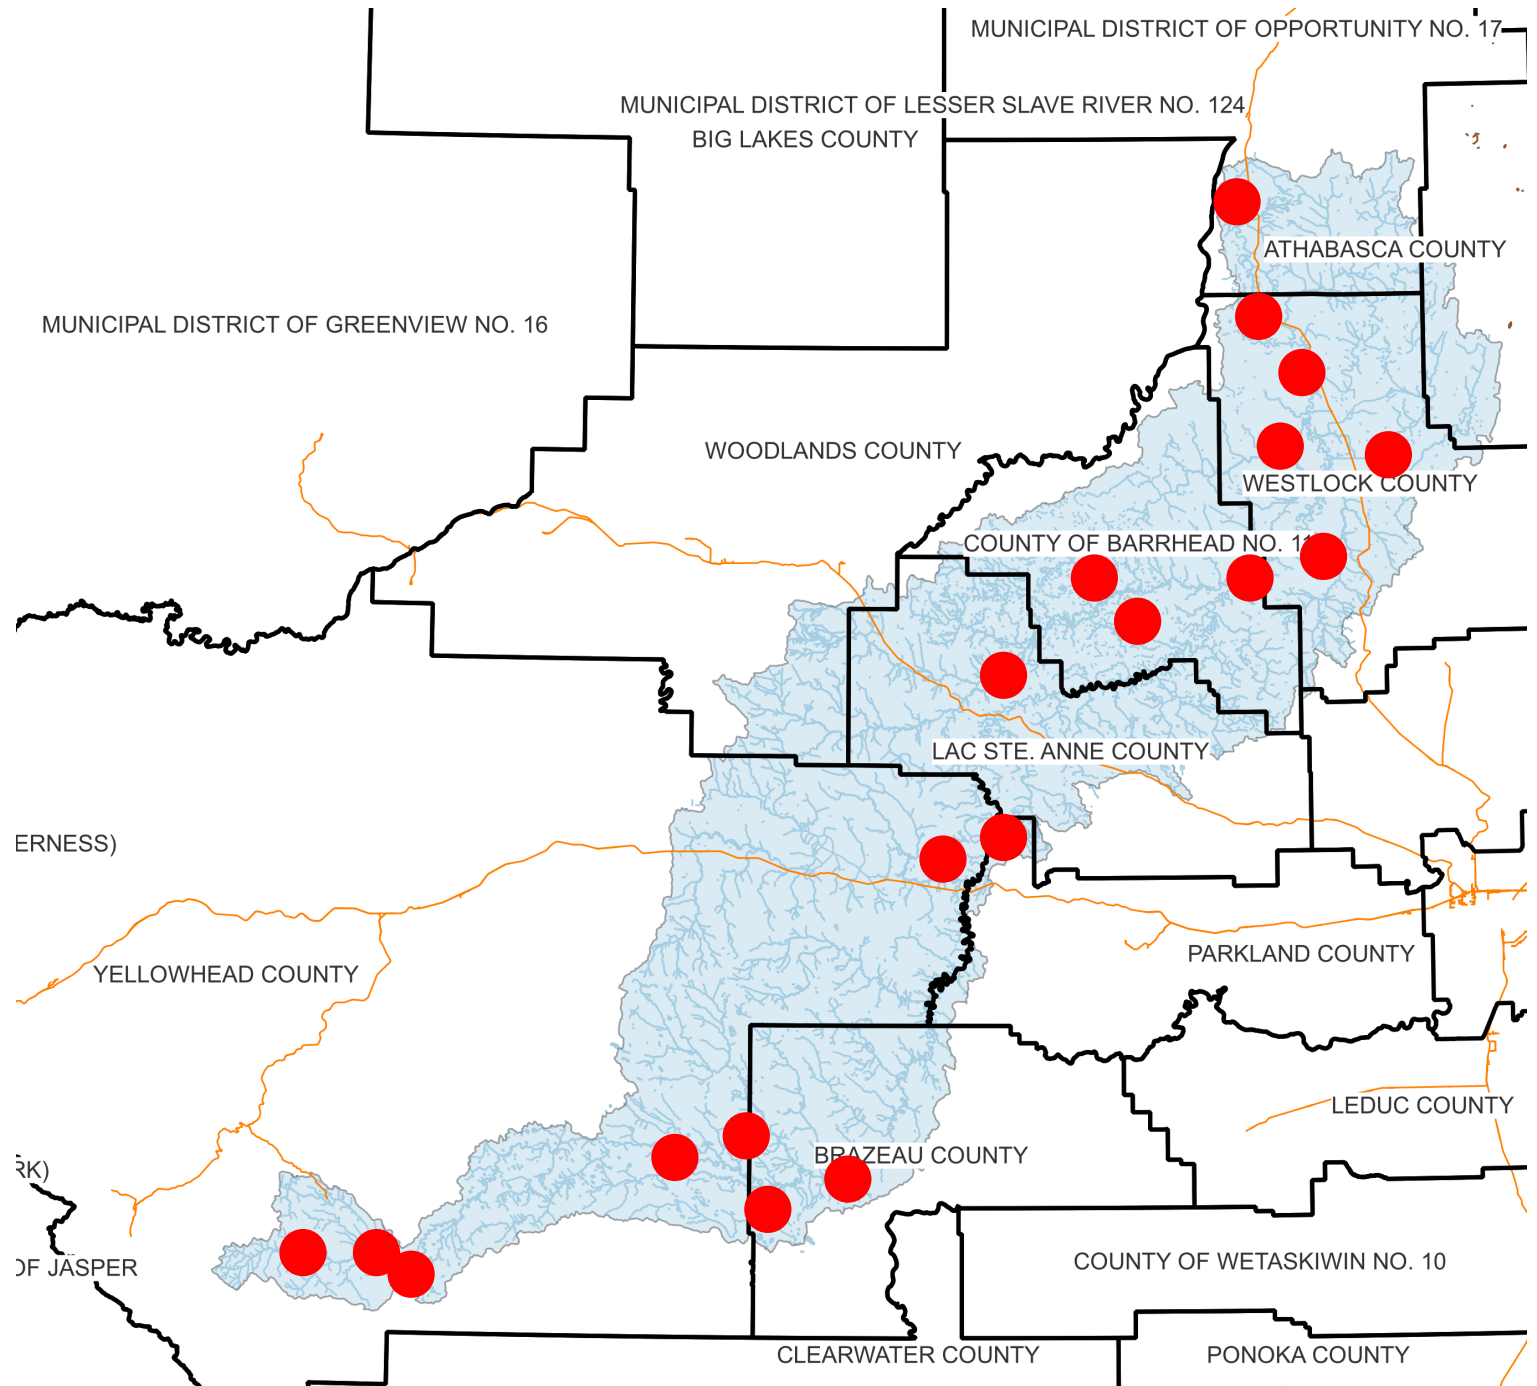 MUNICIPAL DISTRICT OF OPPORTUNITY NO. 17
MUNICIPAL DISTRICT OF LESSER SLAVE RIVER NO. 124
BIG LAKES COUNTY
ATHABASCA COUNTY
MUNICIPAL DISTRICT OF GREENVIEW NO. 16
WOODLANDS COUNTY
WESTLOCK COUNTY
COUNTY OF BARRHEAD NO. 11
LAC STE. ANNE COUNTY
ERNESS)
PARKLAND COUNTY
YELLOWHEAD COUNTY
LEDUC COUNTY
BRAZEAU COUNTY
RK)
COUNTY OF WETASKIWIN NO. 10
OF JASPER
CLEARWATER COUNTY
PONOKA COUNTY